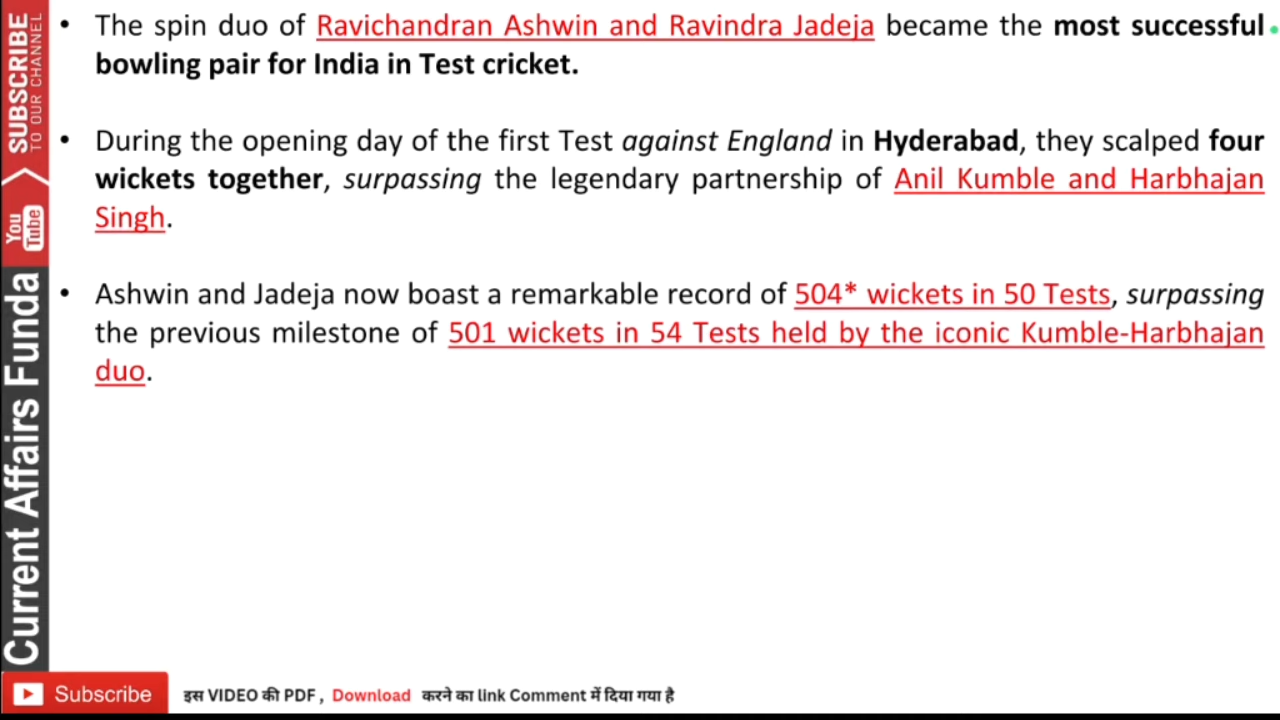 • The spin duo of Ravichandran Ashwin and Ravindra Jadeja became the most successful
bowling pair for India in Test cricket.
• During the opening day of the first Test against England in Hyderabad, they scalped four
wickets together, surpassing the legendary partnership of Anil Kumble and Harbhajan
Singh.
• Ashwin and Jadeja now boast a remarkable record of 504* wickets in 50 Tests, surpassing
the previous milestone of 501 wickets in 54 Tests held by the iconic Kumble-Harbhajan
duo.
SUBSCRIBE
TO OUR CHANNEL
You
Tube
Current Affairs Funda
Subscribe
इस VIDEO की PDF , Download करने का link Comment में दिया गया है